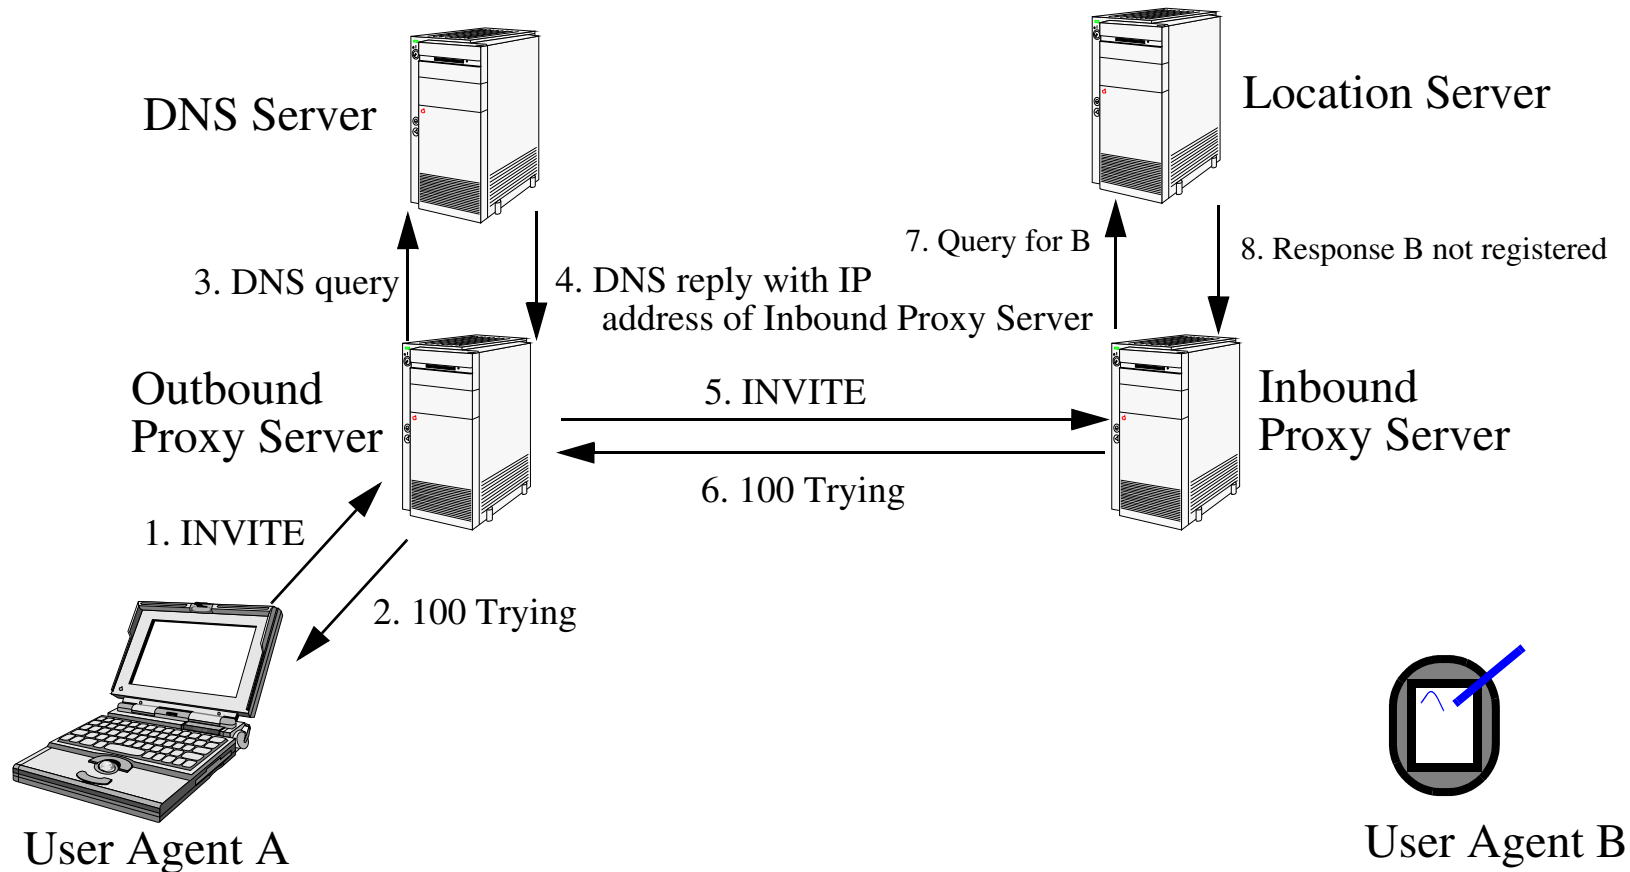 DNS Server
Location Server
7. Query for B
8. Response B not registered
3. DNS query
4. DNS reply with IP
address of Inbound Proxy Server
Outbound
Proxy Server
5. INVITE
Inbound
Proxy Server
6. 100 Trying
1. INVITE
2. 100 Trying
User Agent A
User Agent B